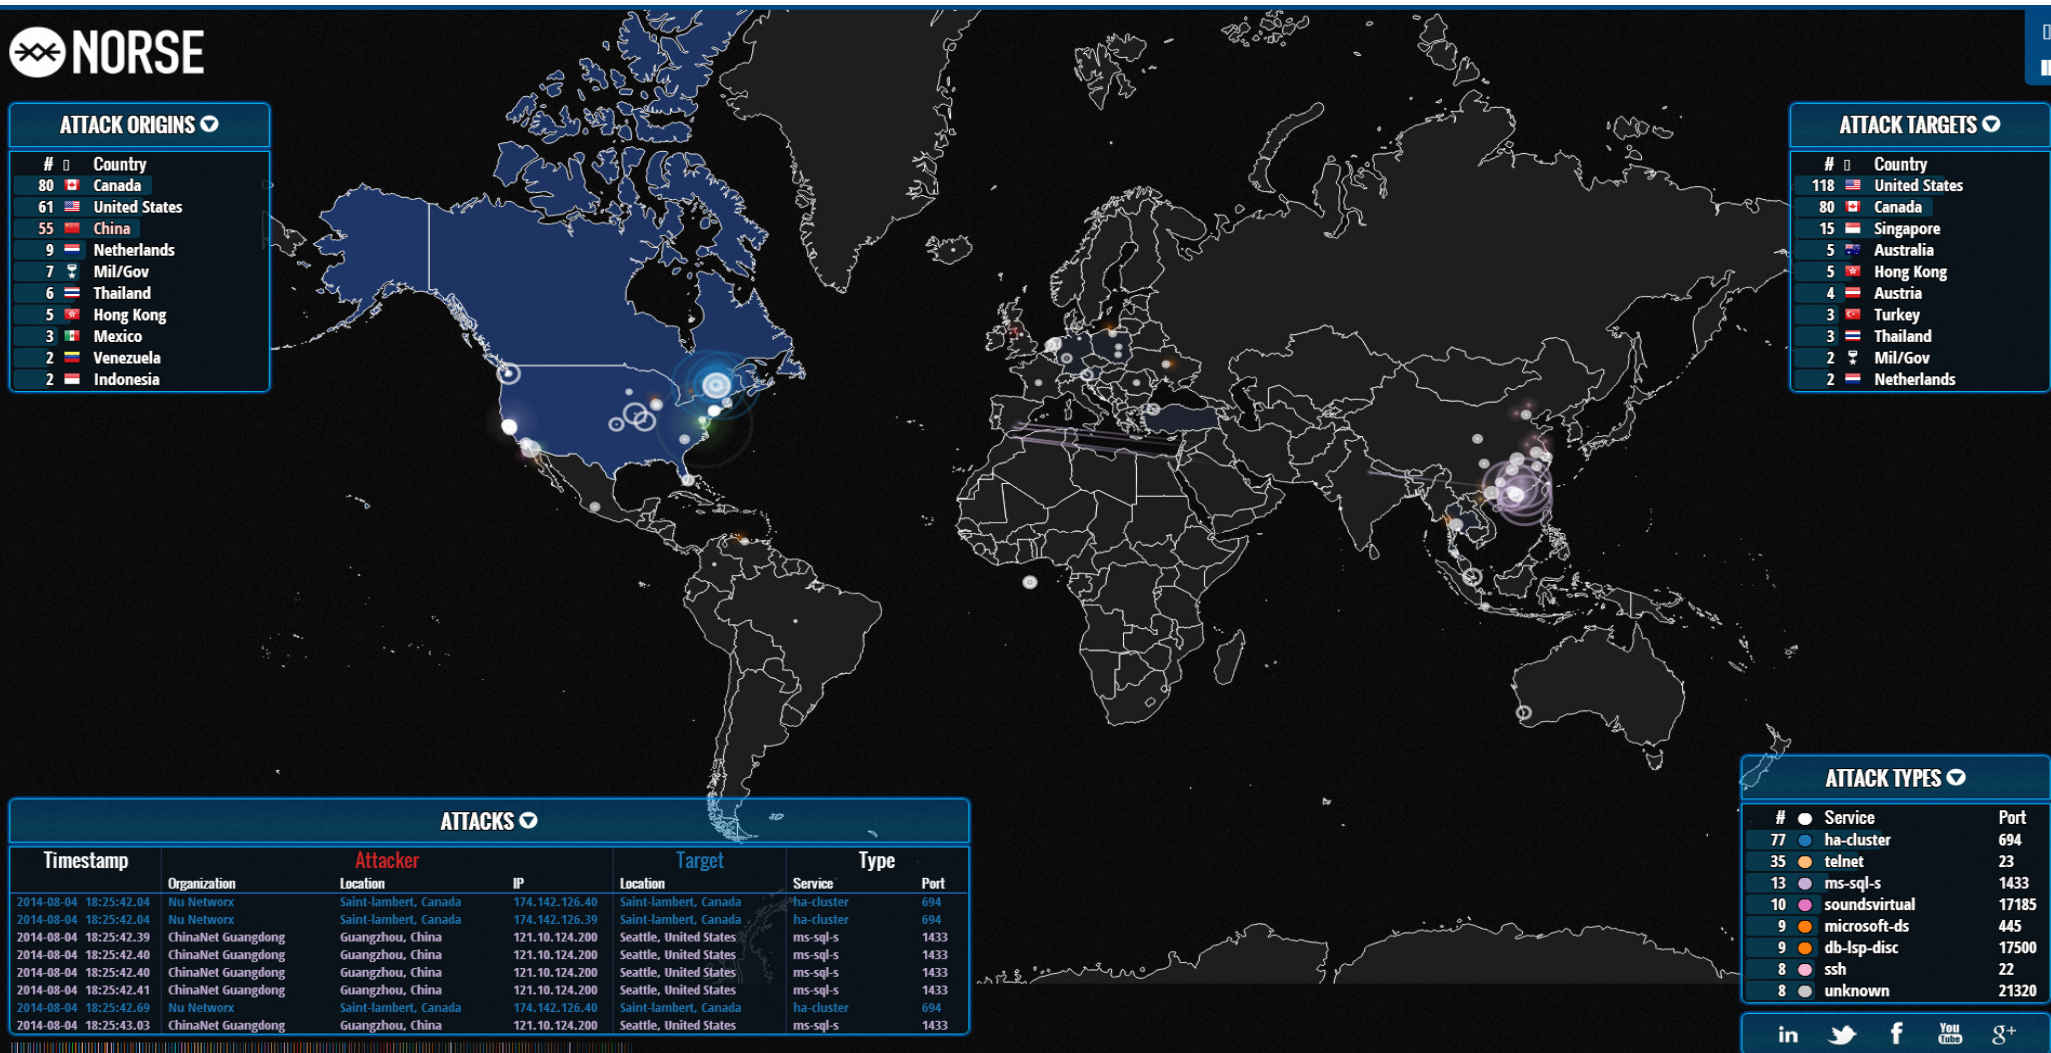 NORSE
ATTACK ORIGINS
# Country
80 Canada
61 United States
55 China
9 Netherlands
7 Mil/Gov
6 Thailand
5 Hong Kong
3 Mexico
2 Venezuela
2 Indonesia
ATTACK TARGETS
# Country
118 United States
80 Canada
15 Singapore
5 Australia
5 Hong Kong
4 Austria
3 Turkey
3 Thailand
2 Mil/Gov
2 Netherlands
ATTACKS
Timestamp Attacker Target Type
Organization Location IP Location Service Port
2014-08-04 18:25:42.04 Nu Networx Saint-lambert, Canada 174.142.126.40 Saint-lambert, Canada ha-cluster 694
2014-08-04 18:25:42.04 Nu Networx Saint-lambert, Canada 174.142.126.39 Saint-lambert, Canada ha-cluster 694
2014-08-04 18:25:42.39 ChinaNet Guangdong Guangzhou, China 121.10.124.200 Seattle, United States ms-sql-s 1433
2014-08-04 18:25:42.40 ChinaNet Guangdong Guangzhou, China 121.10.124.200 Seattle, United States ms-sql-s 1433
2014-08-04 18:25:42.40 ChinaNet Guangdong Guangzhou, China 121.10.124.200 Seattle, United States ms-sql-s 1433
2014-08-04 18:25:42.41 ChinaNet Guangdong Guangzhou, China 121.10.124.200 Seattle, United States ms-sql-s 1433
2014-08-04 18:25:42.69 Nu Networx Saint-lambert, Canada 174.142.126.40 Saint-lambert, Canada ha-cluster 694
2014-08-04 18:25:43.03 ChinaNet Guangdong Guangzhou, China 121.10.124.200 Seattle, United States ms-sql-s 1433
ATTACK TYPES
# Service Port
77 ha-cluster 694
35 telnet 23
13 ms-sql-s 1433
10 soundsvirtual 17185
9 microsoft-ds 445
9 db-lsp-disc 17500
8 ssh 22
8 unknown 21320
in f You Tube g+